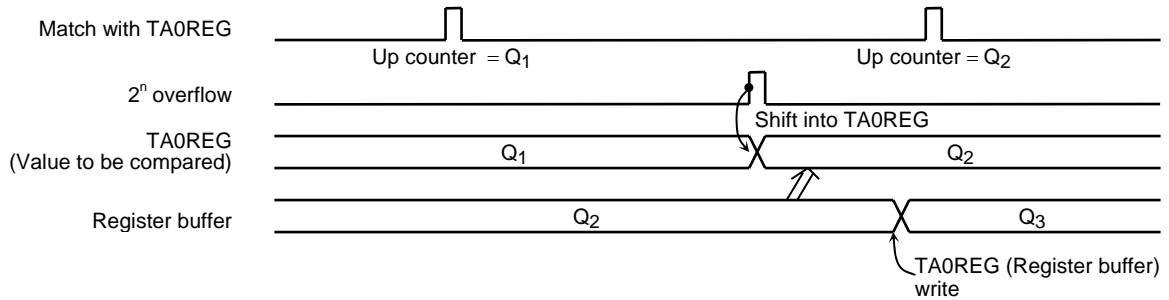 Match with TA0REG
Up counter = Q1
Up counter = Q2
2n overflow
Shift into TA0REG
TA0REG
(Value to be compared)
Q1
Q2
Register buffer
Q2
Q3
TA0REG (Register buffer)
write